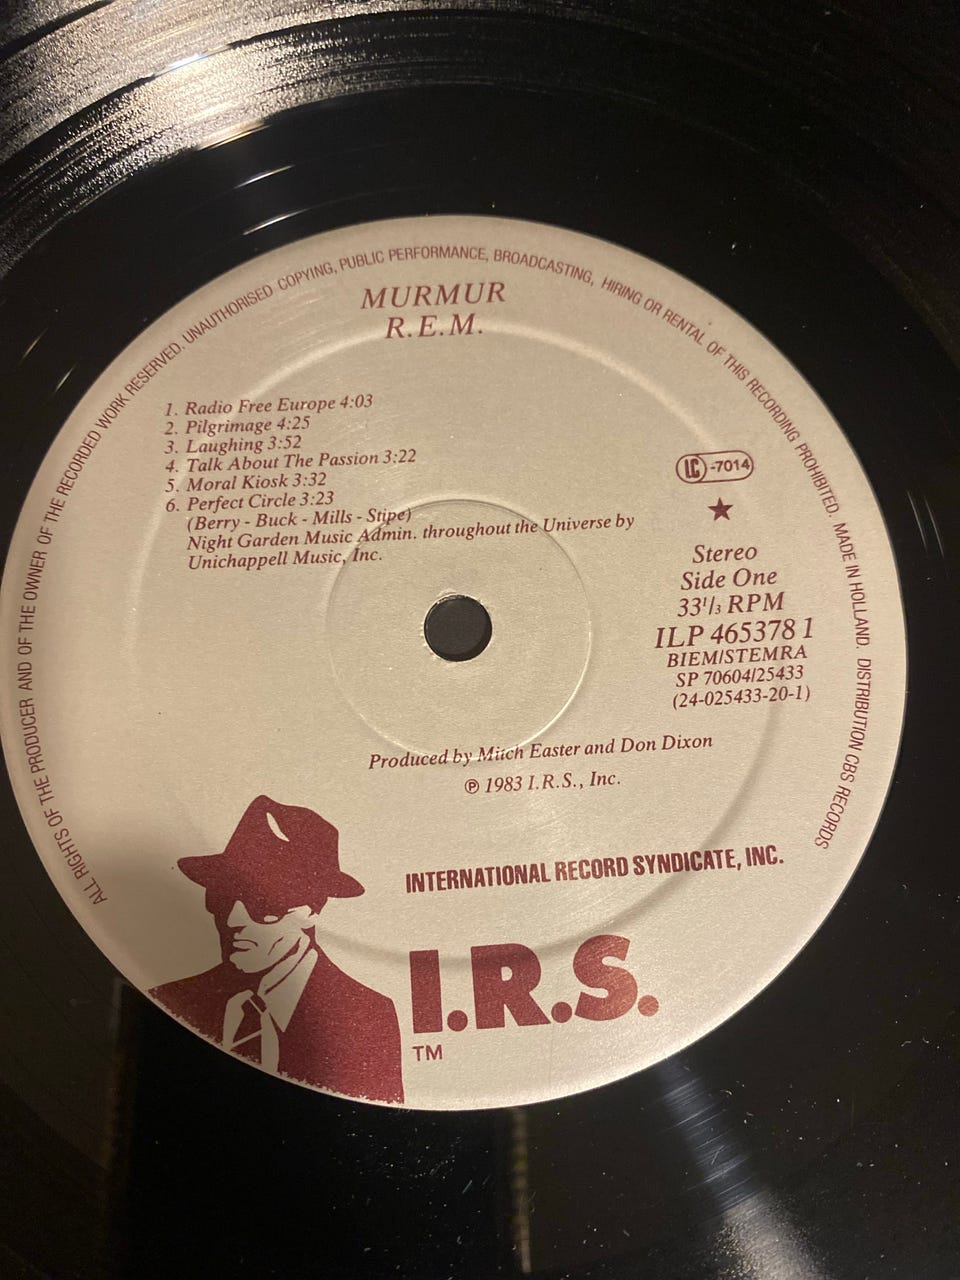 ALL RIGHTS OF THE PRODUCER AND OF THE OWNER OF THE RECORDED WORK RESERVED. UNAUTHORISED COPYING, PUBLIC PERFORMANCE, BROADCASTING, HIRING OR RENTAL OF THIS RECORDING PROHIBITED. MADE IN HOLLAND. DISTRIBUTION CBS RECORDS
MURMUR
R.E.M.
1. Radio Free Europe 4:03
2. Pilgrimage 4:25
3. Laughing 3:52
4. Talk About The Passion 3:22
5. Moral Kiosk 3:32
6. Perfect Circle 3:23
(Berry - Buck - Mills - Stipe)
Night Garden Music Admin. throughout the Universe by
Unichappell Music, Inc.
LC -7014
★
Stereo
Side One
33 1/3 RPM
ILP 465378 1
BIEM/STEMRA
SP 70604/25433
(24-025433-20-1)
Produced by Mitch Easter and Don Dixon
℗ 1983 I.R.S., Inc.
INTERNATIONAL RECORD SYNDICATE, INC.
I.R.S.
TM